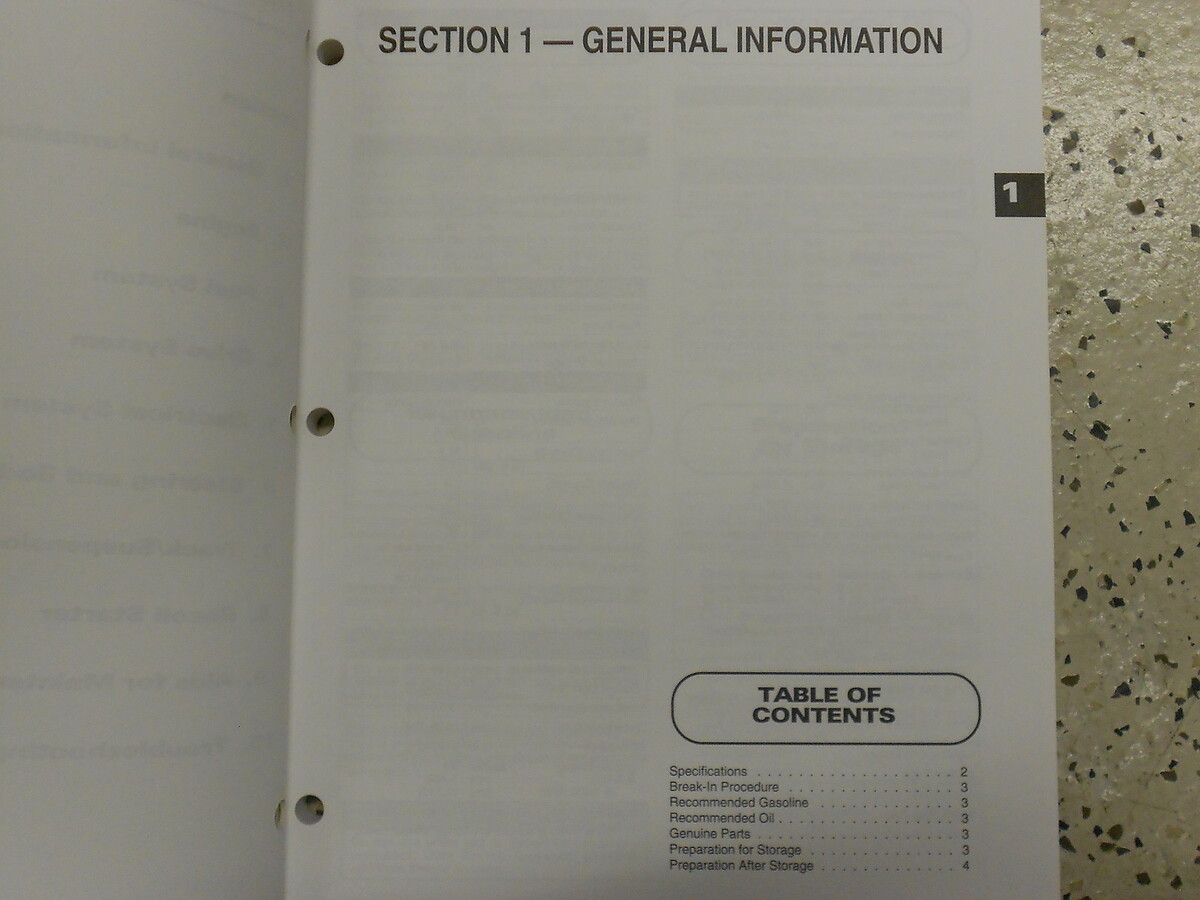 SECTION 1 — GENERAL INFORMATION
1
TABLE OF
CONTENTS
Specifications . . . . . . . . . . . . . . . . . . . 2
Break-In Procedure . . . . . . . . . . . . . . . . 3
Recommended Gasoline . . . . . . . . . . . . . 3
Recommended Oil . . . . . . . . . . . . . . . . . 3
Genuine Parts . . . . . . . . . . . . . . . . . . . 3
Preparation for Storage . . . . . . . . . . . . . . 3
Preparation After Storage . . . . . . . . . . . . . 4